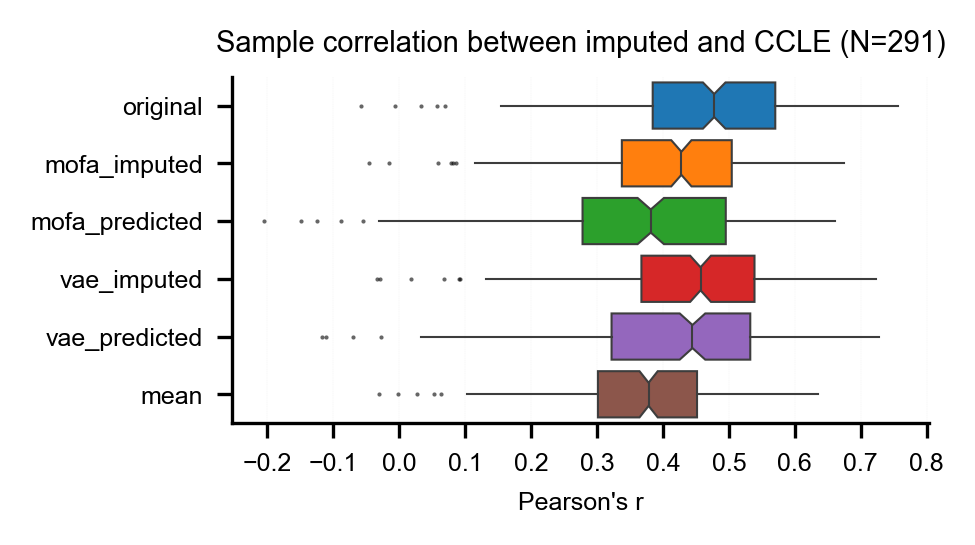 Sample correlation between imputed and CCLE (N=291)
original
mofa_imputed
mofa_predicted
vae_imputed
vae_predicted
mean
−0.2 −0.1 0.0 0.1 0.2 0.3 0.4 0.5 0.6 0.7 0.8
Pearson's r